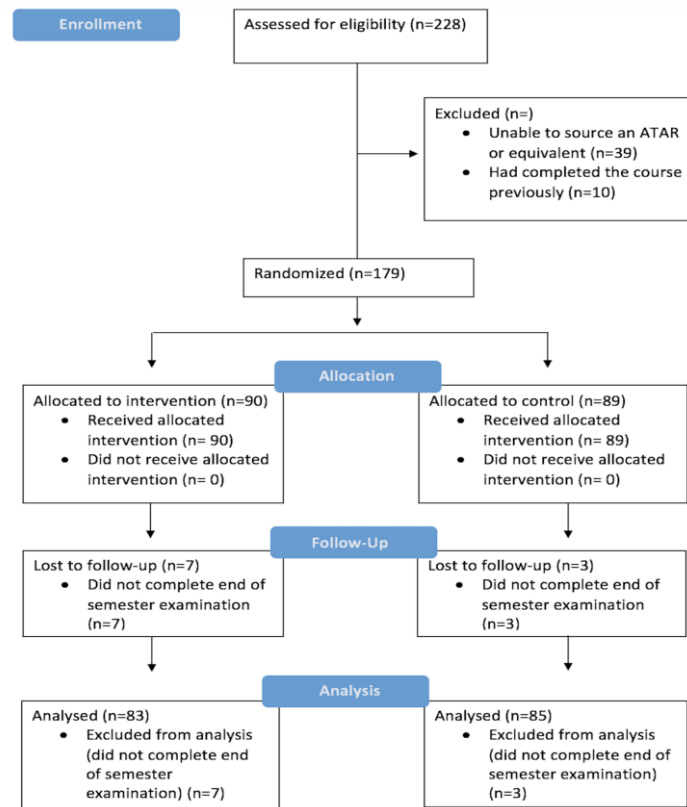 Enrollment
Assessed for eligibility (n=228)
Excluded (n=)
• Unable to source an ATAR
or equivalent (n=39)
• Had completed the course
previously (n=10)
Randomized (n=179)
Allocation
Allocated to intervention (n=90)
• Received allocated
intervention (n= 90)
• Did not receive allocated
intervention (n= 0)
Allocated to control (n=89)
• Received allocated
intervention (n= 89)
• Did not receive allocated
intervention (n= 0)
Follow-Up
Lost to follow-up (n=7)
• Did not complete end of
semester examination
(n=7)
Lost to follow-up (n=3)
• Did not complete end of
semester examination
(n=3)
Analysis
Analysed (n=83)
• Excluded from analysis
(did not complete end
of semester
examination) (n=7)
Analysed (n=85)
• Excluded from analysis
(did not complete end of
semester examination)
(n=3)